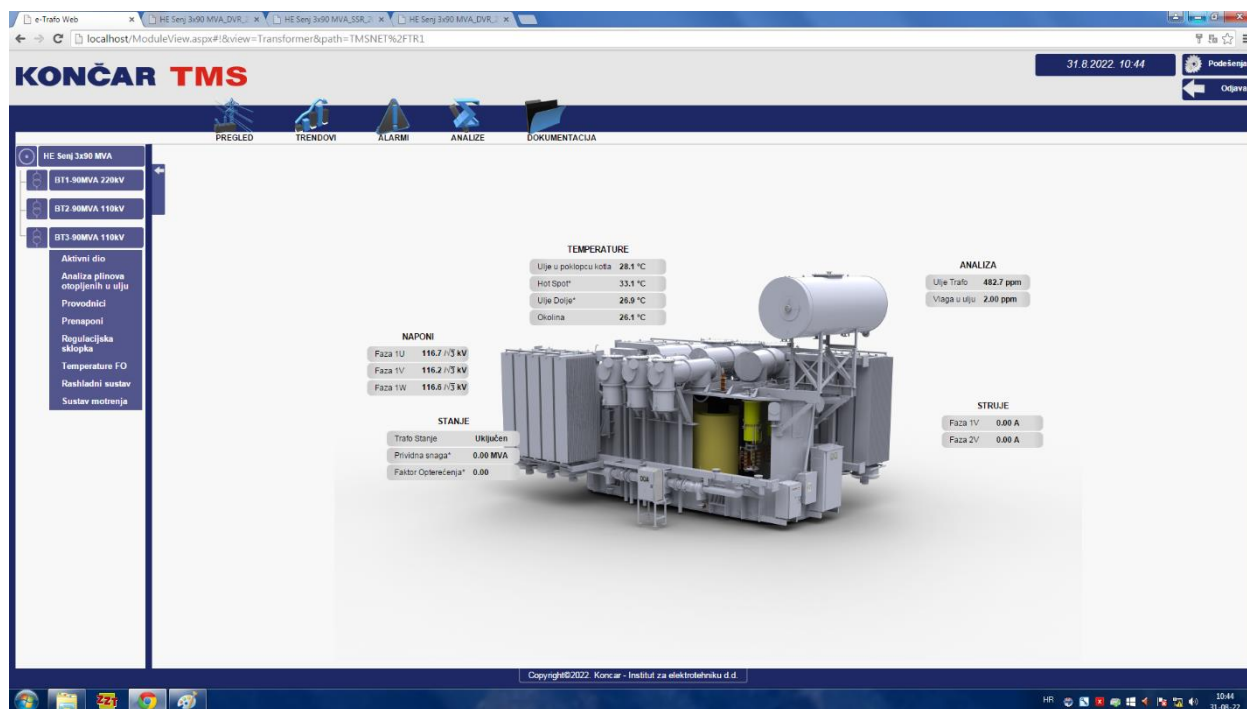 e-Trafo Web
HE Senj 3x90 MVA_DVR_2
HE Senj 3x90 MVA_SSR_2
HE Senj 3x90 MVA_DVR_2
localhost/ModuleView.aspx#!&view=Transformer&path=TMSNET%2FTR1
KONČAR TMS
31.8.2022. 10:44
Podešenja
Odjava
PREGLED
TRENDOVI
ALARMI
ANALIZE
DOKUMENTACIJA
HE Senj 3x90 MVA
BT1-90MVA 220kV
BT2-90MVA 110kV
BT3-90MVA 110kV
Aktivni dio
Analiza plinova
otopljenih u ulju
Provodnici
Prenaponi
Regulacijska
sklopka
Temperature FO
Rashladni sustav
Sustav motrenja
TEMPERATURE
Ulje u poklopcu kotla 28.1 °C
Hot Spot* 33.1 °C
Ulje Dolje* 26.9 °C
Okolina 26.1 °C
ANALIZA
Ulje Trafo 482.7 ppm
Vlaga u ulju 2.00 ppm
NAPONI
Faza 1U 116.7 /√3 kV
Faza 1V 116.2 /√3 kV
Faza 1W 116.6 /√3 kV
STANJE
Trafo Stanje Uključen
Prividna snaga* 0.00 MVA
Faktor Opterećenja* 0.00
STRUJE
Faza 1V 0.00 A
Faza 2V 0.00 A
Copyright©2022. Koncar - Institut za elektrotehniku d.d.
HR
10:44
31-08-22